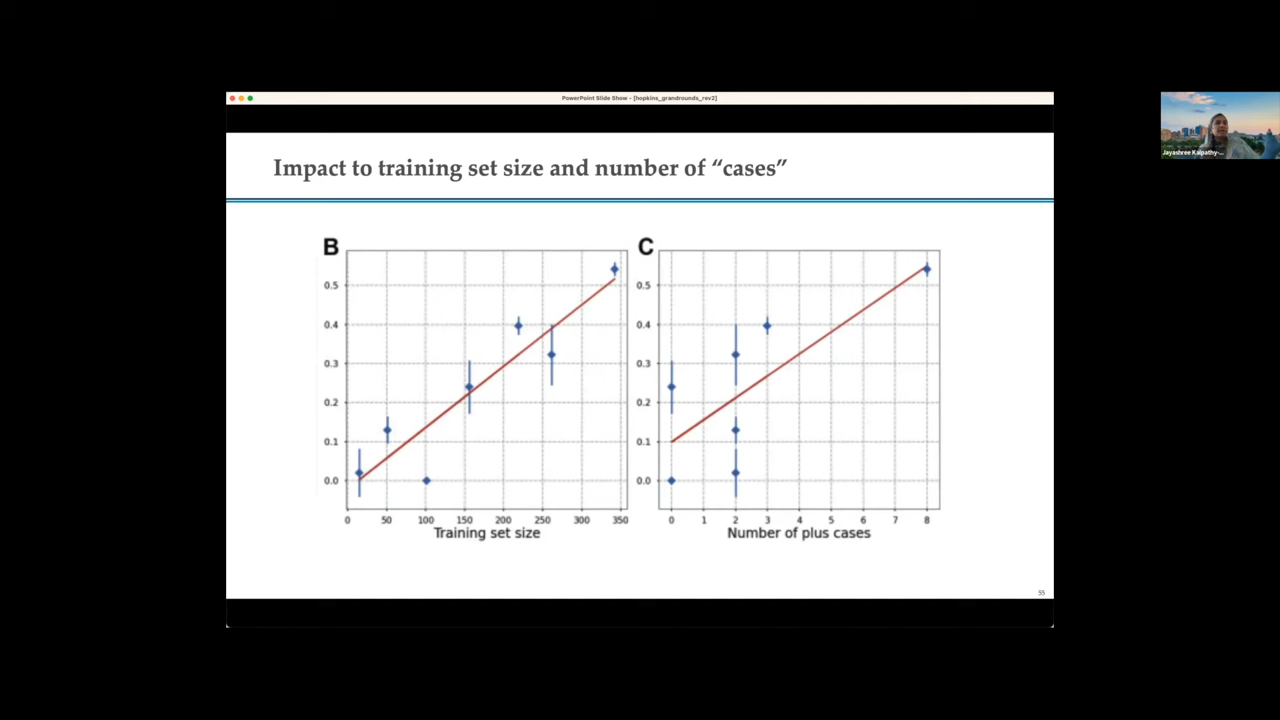 PowerPoint Slide Show - [hopkins_grandrounds_rev2]
Jayashree Kalpathy-...
Impact to training set size and number of “cases”
B
0.5
0.4
0.3
0.2
0.1
0.0
0 50 100 150 200 250 300 350
Training set size
C
0.5
0.4
0.3
0.2
0.1
0.0
0 1 2 3 4 5 6 7 8
Number of plus cases
55